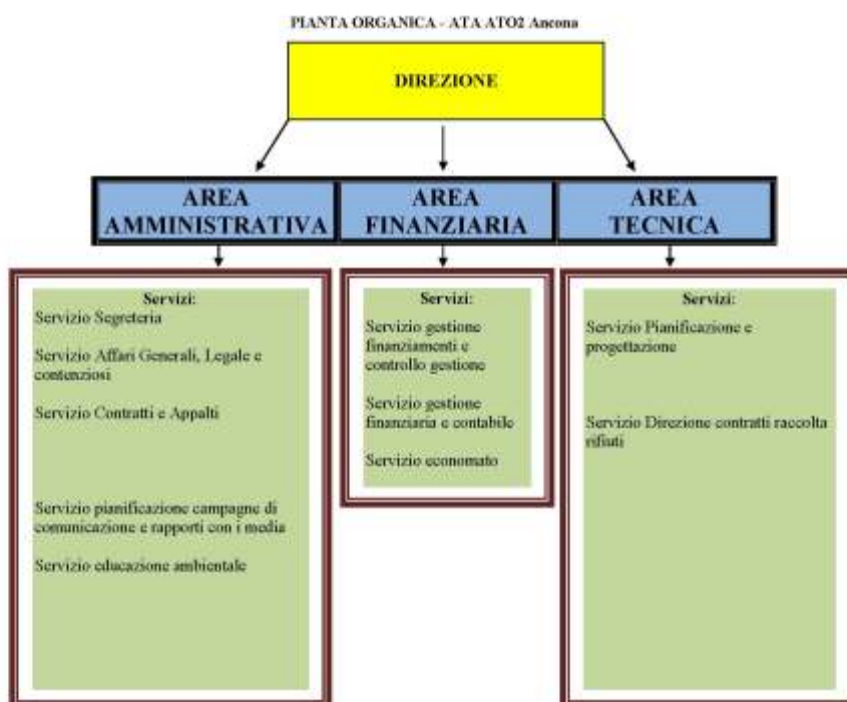 PIANTA ORGANICA - ATA ATO2 Ancona
DIREZIONE
AREA
AMMINISTRATIVA
AREA
FINANZIARIA
AREA
TECNICA
Servizi:
Servizio Segreteria
Servizio Affari Generali, Legale e
contenziosi
Servizio Contratti e Appalti
Servizio pianificazione campagne di
comunicazione e rapporti con i media
Servizio educazione ambientale
Servizi:
Servizio gestione
finanziamenti e
controllo gestione
Servizio gestione
finanziaria e contabile
Servizio economato
Servizi:
Servizio Pianificazione e
progettazione
Servizio Direzione contratti raccolta
rifiuti